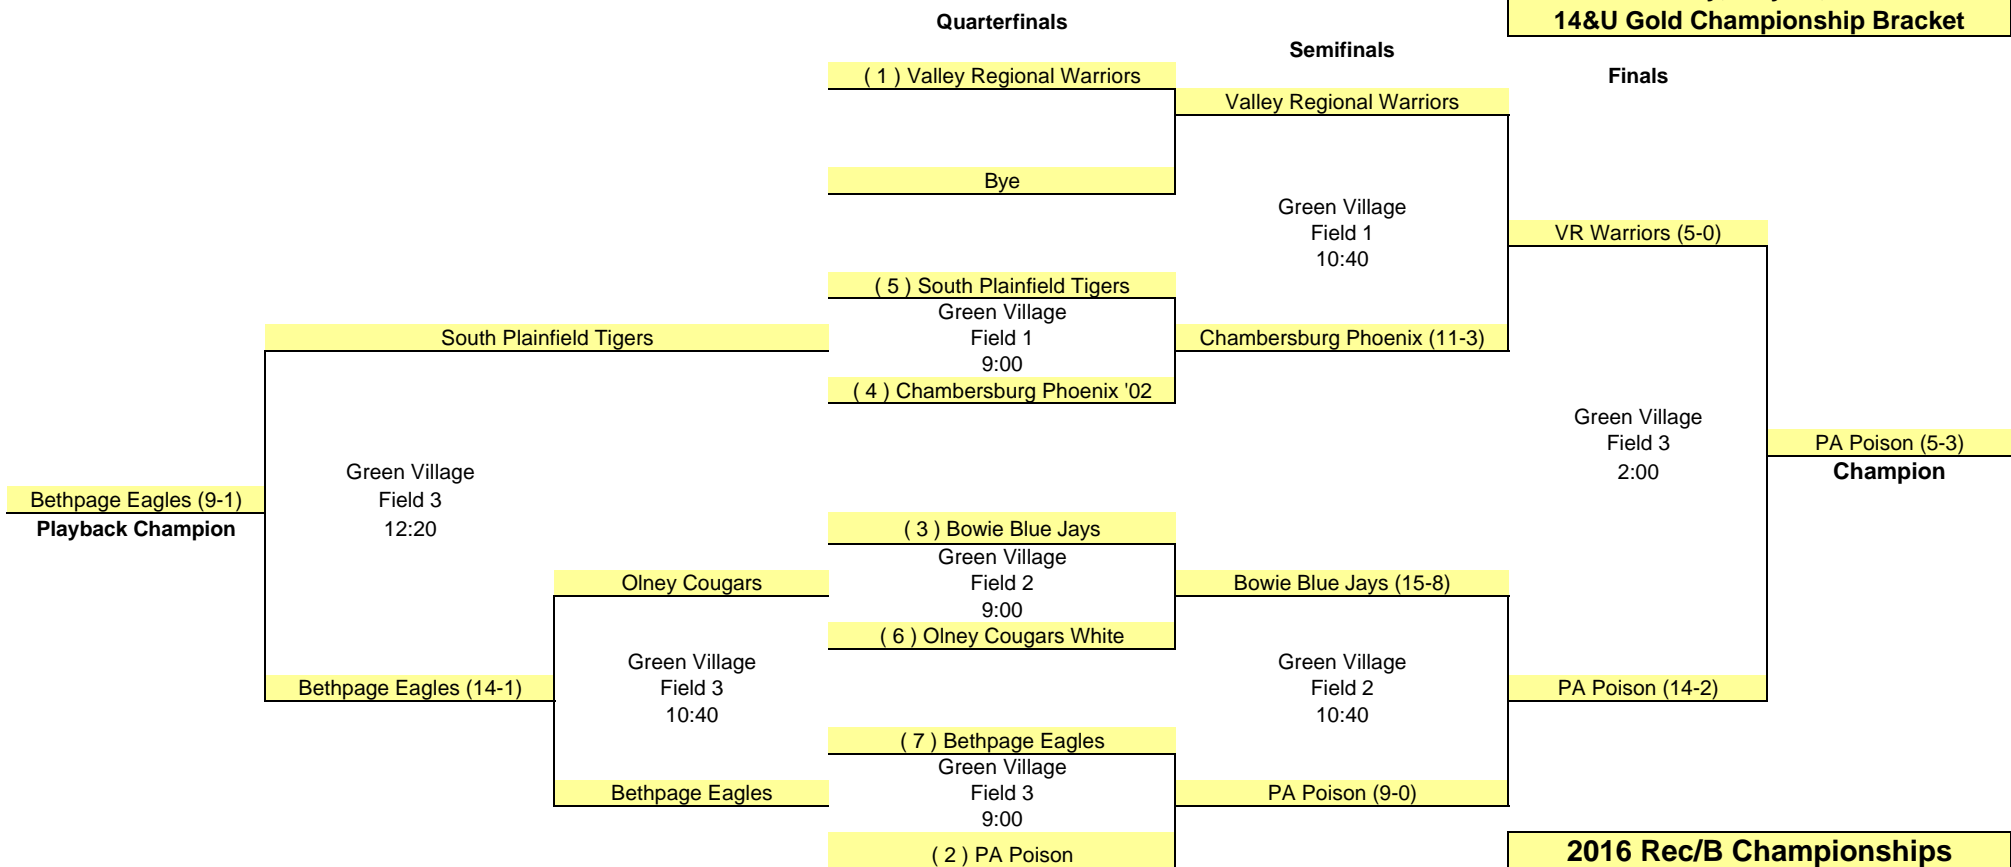 14&U Gold Championship Bracket
Quarterfinals
Semifinals
Finals
( 1 ) Valley Regional Warriors
Valley Regional Warriors
Bye
Green Village
Field 1
10:40
VR Warriors (5-0)
( 5 ) South Plainfield Tigers
Green Village
Field 1
9:00
South Plainfield Tigers
Chambersburg Phoenix (11-3)
( 4 ) Chambersburg Phoenix '02
Green Village
Field 3
2:00
PA Poison (5-3)
Champion
Green Village
Field 3
12:20
Bethpage Eagles (9-1)
Playback Champion
( 3 ) Bowie Blue Jays
Green Village
Field 2
9:00
Olney Cougars
Bowie Blue Jays (15-8)
( 6 ) Olney Cougars White
Green Village
Field 3
10:40
Green Village
Field 2
10:40
Bethpage Eagles (14-1)
PA Poison (14-2)
( 7 ) Bethpage Eagles
Green Village
Field 3
9:00
Bethpage Eagles
PA Poison (9-0)
( 2 ) PA Poison
2016 Rec/B Championships